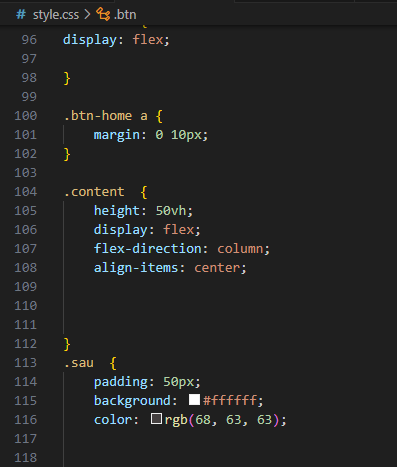 # style.css > .btn
96 display: flex;
97
98 }
99
100 .btn-home a {
101 margin: 0 10px;
102 }
103
104 .content  {
105 height: 50vh;
106 display: flex;
107 flex-direction: column;
108 align-items: center;
109
110
111
112 }
113 .sau  {
114 padding: 50px;
115 background: #ffffff;
116 color: rgb(68, 63, 63);
117
118